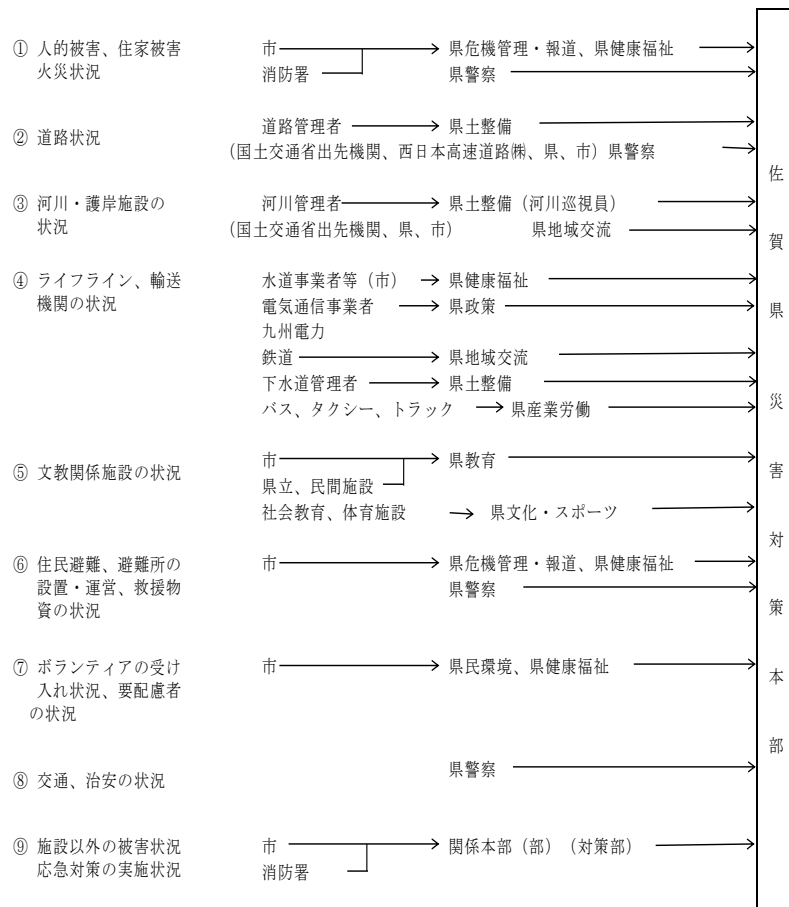 ① 人的被害、住家被害 市 県危機管理・報道、県健康福祉
火災状況 消防署 県警察
② 道路状況 道路管理者 県土整備
(国土交通省出先機関、西日本高速道路㈱、県、市) 県警察
③ 河川・護岸施設の 河川管理者 県土整備(河川巡視員)
状況 (国土交通省出先機関、県、市) 県地域交流
④ ライフライン、輸送 水道事業者等(市) 県健康福祉
機関の状況 電気通信事業者 県政策
九州電力
鉄道 県地域交流
下水道管理者 県土整備
バス、タクシー、トラック 県産業労働
⑤ 文教関係施設の状況 市 県教育
県立、民間施設
社会教育、体育施設 県文化・スポーツ
⑥ 住民避難、避難所の 市 県危機管理・報道、県健康福祉
設置・運営、救援物 県警察
資の状況
⑦ ボランティアの受け 市 県民環境、県健康福祉
入れ状況、要配慮者
の状況
⑧ 交通、治安の状況 県警察
⑨ 施設以外の被害状況 市 関係本部(部)(対策部)
応急対策の実施状況 消防署
佐賀県災害対策本部